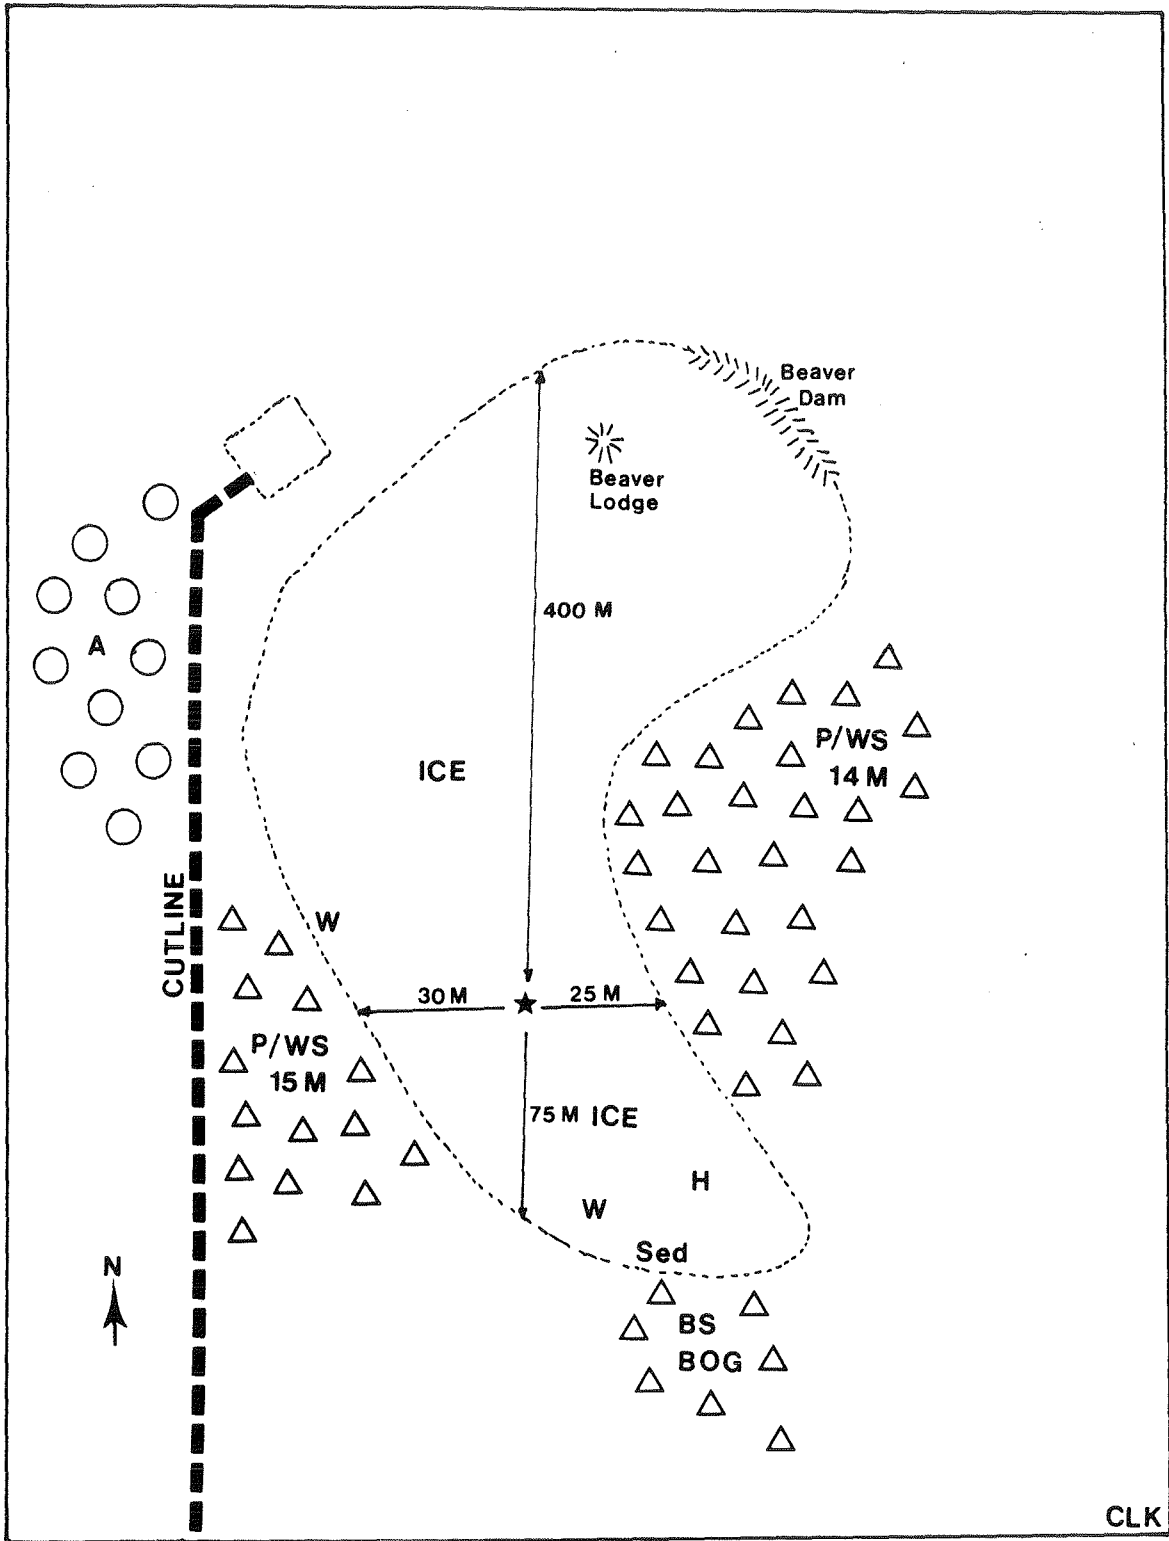 Beaver
Dam
Beaver
Lodge
400 M
A
P/WS
14 M
ICE
CUTLINE
W
30 M
25 M
P/WS
15 M
75 M
ICE
H
W
Sed
N
BS
BOG
CLK